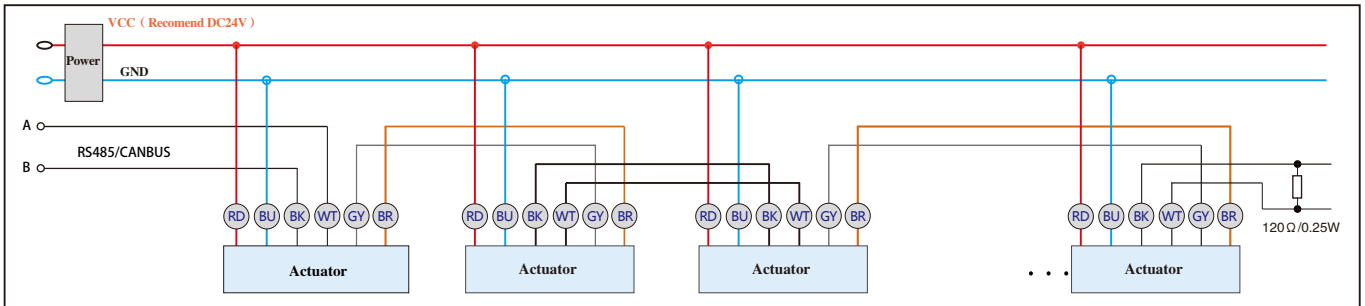 VCC ( Recomend DC24V )
Power
GND
A
RS485/CANBUS
B
RD BU BK WT GY BR RD BU BK WT GY BR RD BU BK WT GY BR RD BU BK WT GY BR
120Ω/0.25W
Actuator Actuator Actuator . . . Actuator